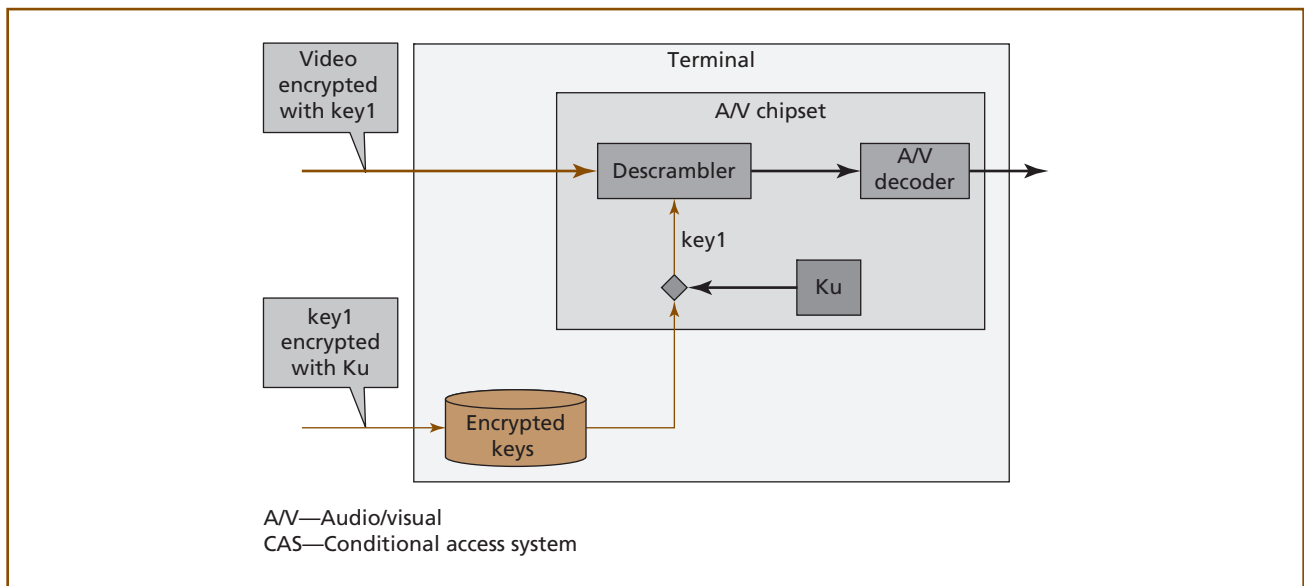 Video
encrypted
with key1
Terminal
A/V chipset
Descrambler
A/V
decoder
key1
Ku
key1
encrypted
with Ku
Encrypted
keys
A/V—Audio/visual
CAS—Conditional access system